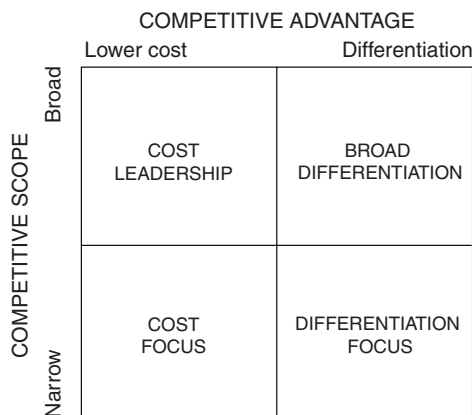 COMPETITIVE ADVANTAGE
Lower cost Differentiation
COMPETITIVE SCOPE
Broad
COST
LEADERSHIP
BROAD
DIFFERENTIATION
Narrow
COST
FOCUS
DIFFERENTIATION
FOCUS